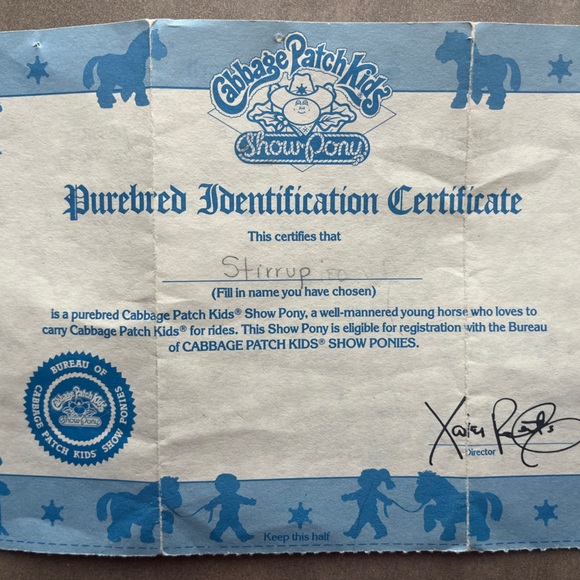 Cabbage Patch Kids®
Show Pony
Purebred Identification Certificate
This certifies that
Stirrup
(Fill in name you have chosen)
is a purebred Cabbage Patch Kids® Show Pony, a well-mannered young horse who loves to
carry Cabbage Patch Kids® for rides. This Show Pony is eligible for registration with the Bureau
of CABBAGE PATCH KIDS® SHOW PONIES.
BUREAU OF
CABBAGE PATCH KIDS® SHOW PONIES
Cabbage Patch Kids
Show Pony
Xavier Roberts
Director
Keep this half